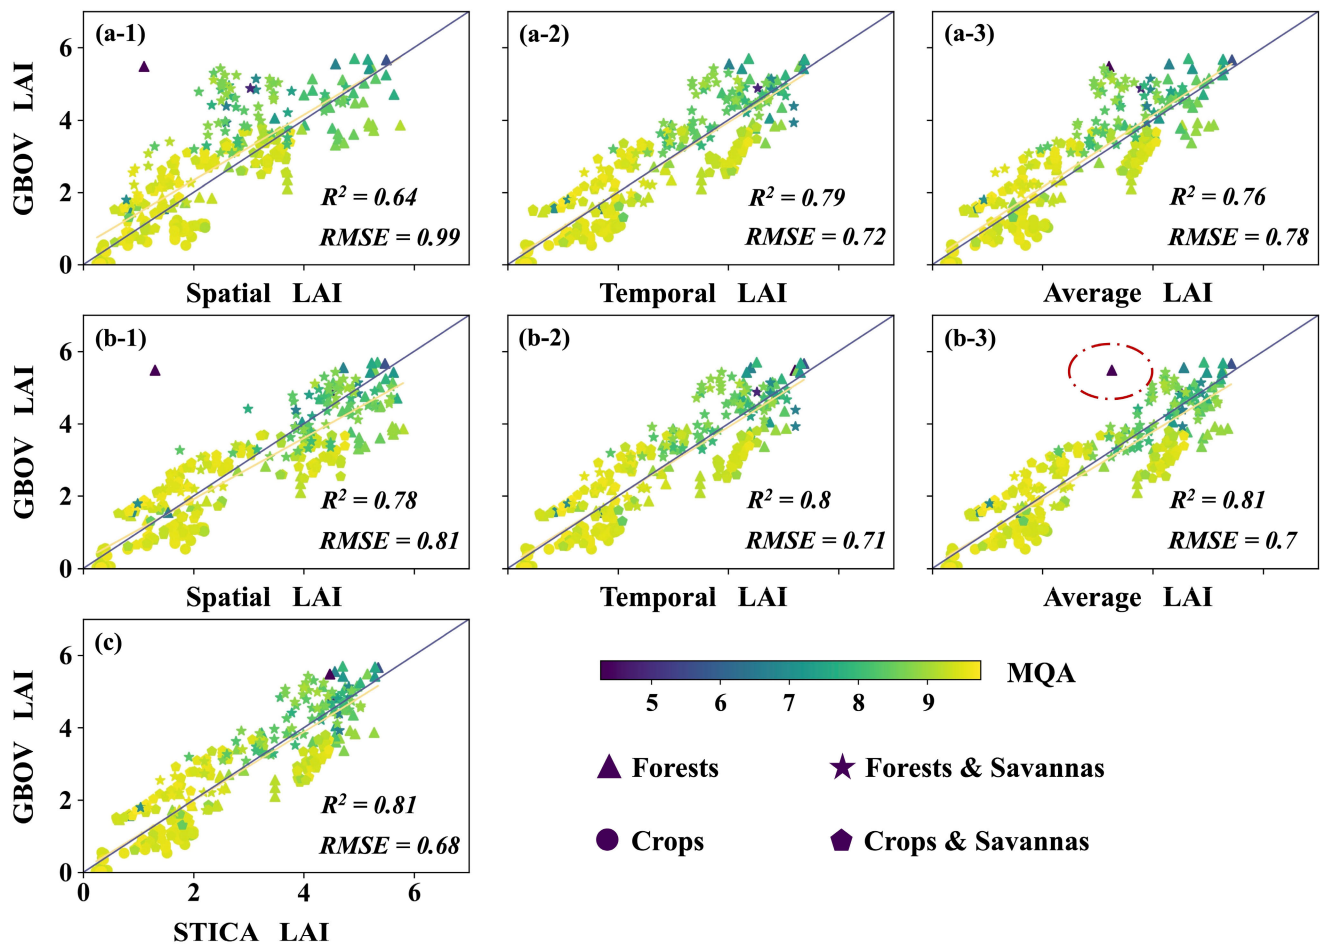 (a-1)
(a-2)
(a-3)
6
4
2
0
GBOV LAI
R² = 0.64
RMSE = 0.99
R² = 0.79
RMSE = 0.72
R² = 0.76
RMSE = 0.78
Spatial LAI
Temporal LAI
Average LAI
(b-1)
(b-2)
(b-3)
6
4
2
0
GBOV LAI
R² = 0.78
RMSE = 0.81
R² = 0.8
RMSE = 0.71
R² = 0.81
RMSE = 0.7
Spatial LAI
Temporal LAI
Average LAI
(c)
6
4
2
0
GBOV LAI
R² = 0.81
RMSE = 0.68
0 2 4 6
STICA LAI
MQA
5 6 7 8 9
Forests
Forests & Savannas
Crops
Crops & Savannas